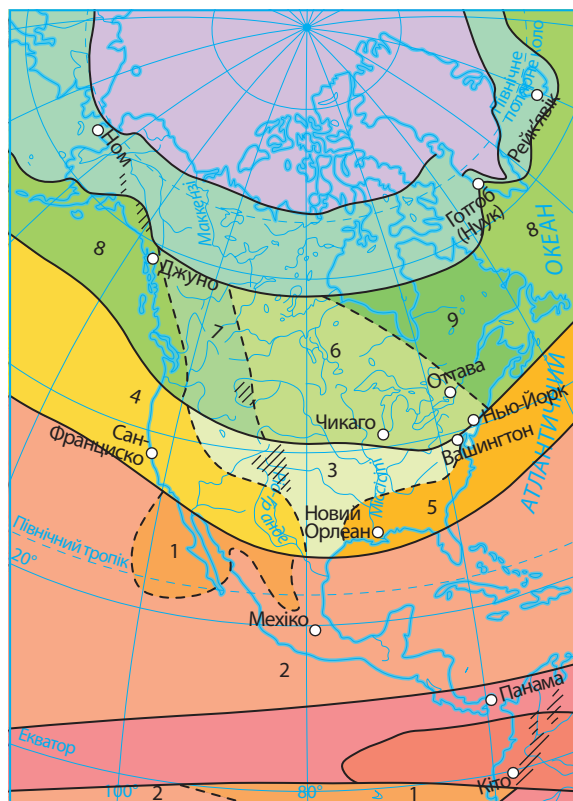 Північне
полярне коло
Рейк'явік
Ном
Маккензі
Готгоб
(Нуук)
8
Джуно
8
ОКЕАН
7
6
9
4
Оттава
Нью-Йорк
Чикаго
Вашингтон
АТЛАНТИЧНИЙ
Сан-
Франциско
3
Ріо-
Гранде
Міссісіпі
5
Новий
Орлеан
Північний тропік
1
20°
Мехіко
2
Панама
Екватор
Кіто
100°
2
80°
1